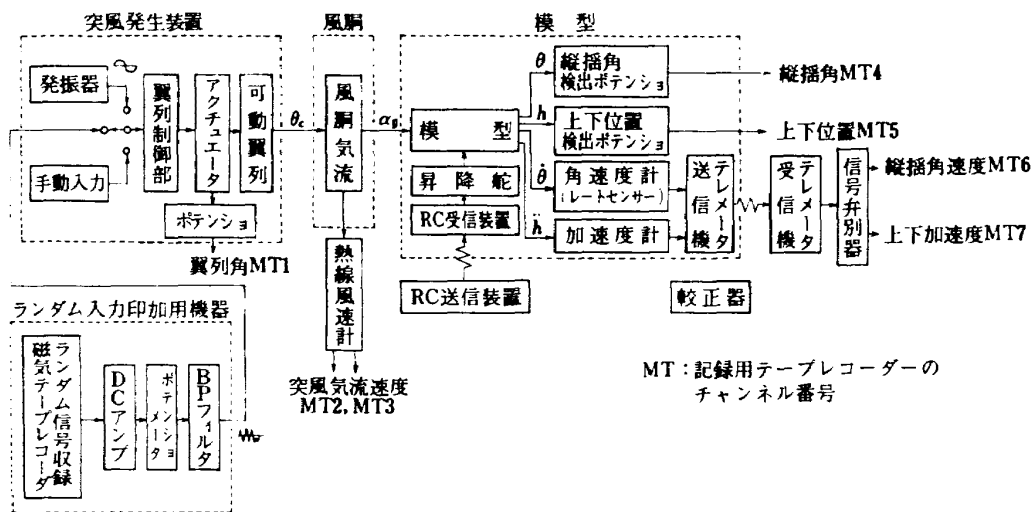 突風発生装置
発振器
手動入力
翼列制御部
アクチュエータ
可動翼列
ポテンショ
翼列角MT1
θc
風胴
風胴気流
αg
熱線風速計
突風気流速度
MT2, MT3
模型
模型
昇降舵
RC受信装置
RC送信装置
θ
縦揺角
検出ポテンショ
h
上下位置
検出ポテンショ
θ̇
角速度計
(レートセンサー)
ḧ
加速度計
送信機
テレメータ
受信機
テレメータ
信号弁別器
縦揺角MT4
上下位置MT5
縦揺角速度MT6
上下加速度MT7
較正器
ランダム入力印加用機器
ランダム信号収録
磁気テープレコーダ
DCアンプ
ポテンショ
メータ
BPフィルタ
MT:記録用テープレコーダーの
チャンネル番号